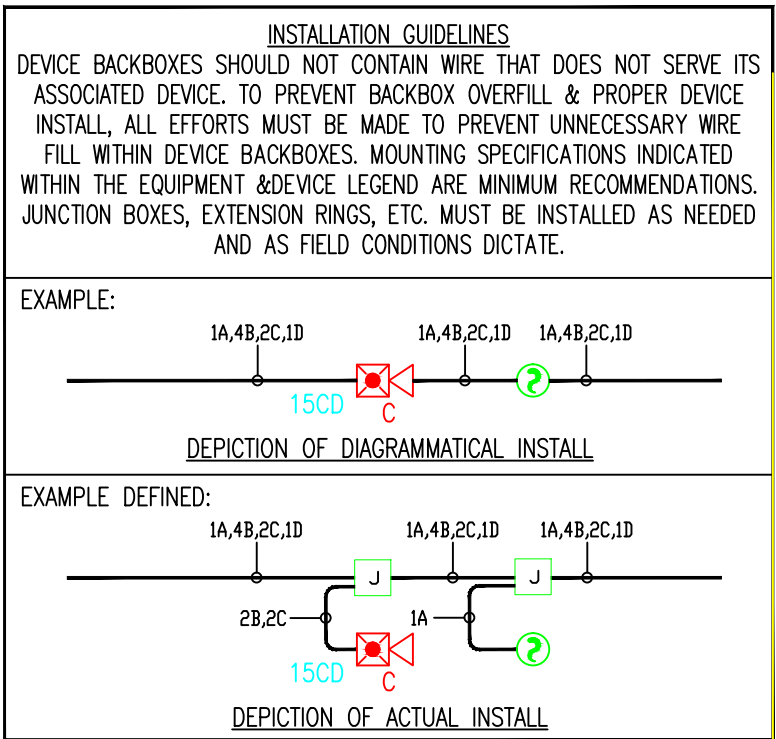 INSTALLATION GUIDELINES
DEVICE BACKBOXES SHOULD NOT CONTAIN WIRE THAT DOES NOT SERVE ITS
ASSOCIATED DEVICE. TO PREVENT BACKBOX OVERFILL & PROPER DEVICE
INSTALL, ALL EFFORTS MUST BE MADE TO PREVENT UNNECESSARY WIRE
FILL WITHIN DEVICE BACKBOXES. MOUNTING SPECIFICATIONS INDICATED
WITHIN THE EQUIPMENT &DEVICE LEGEND ARE MINIMUM RECOMMENDATIONS.
JUNCTION BOXES, EXTENSION RINGS, ETC. MUST BE INSTALLED AS NEEDED
AND AS FIELD CONDITIONS DICTATE.
EXAMPLE:
1A,4B,2C,1D 1A,4B,2C,1D 1A,4B,2C,1D
15CD C
DEPICTION OF DIAGRAMMATICAL INSTALL
EXAMPLE DEFINED:
1A,4B,2C,1D 1A,4B,2C,1D 1A,4B,2C,1D
J J
2B,2C 1A
15CD C
DEPICTION OF ACTUAL INSTALL